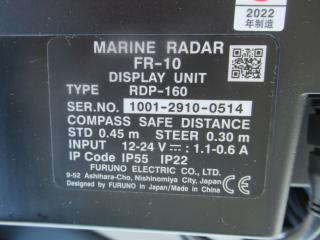 2022
年制造
MARINE RADAR
FR-10
DISPLAY UNIT
TYPE RDP-160
SER.NO. 1001-2910-0514
COMPASS SAFE DISTANCE
STD 0.45 m STEER 0.30 m
INPUT 12-24 V ⎓: 1.1-0.6 A
IP Code IP55 IP22
FURUNO ELECTRIC CO., LTD.
9-52 Ashihara-Cho, Nishinomiya City, Japan
Designed by FURUNO in Japan/Made in China
CE